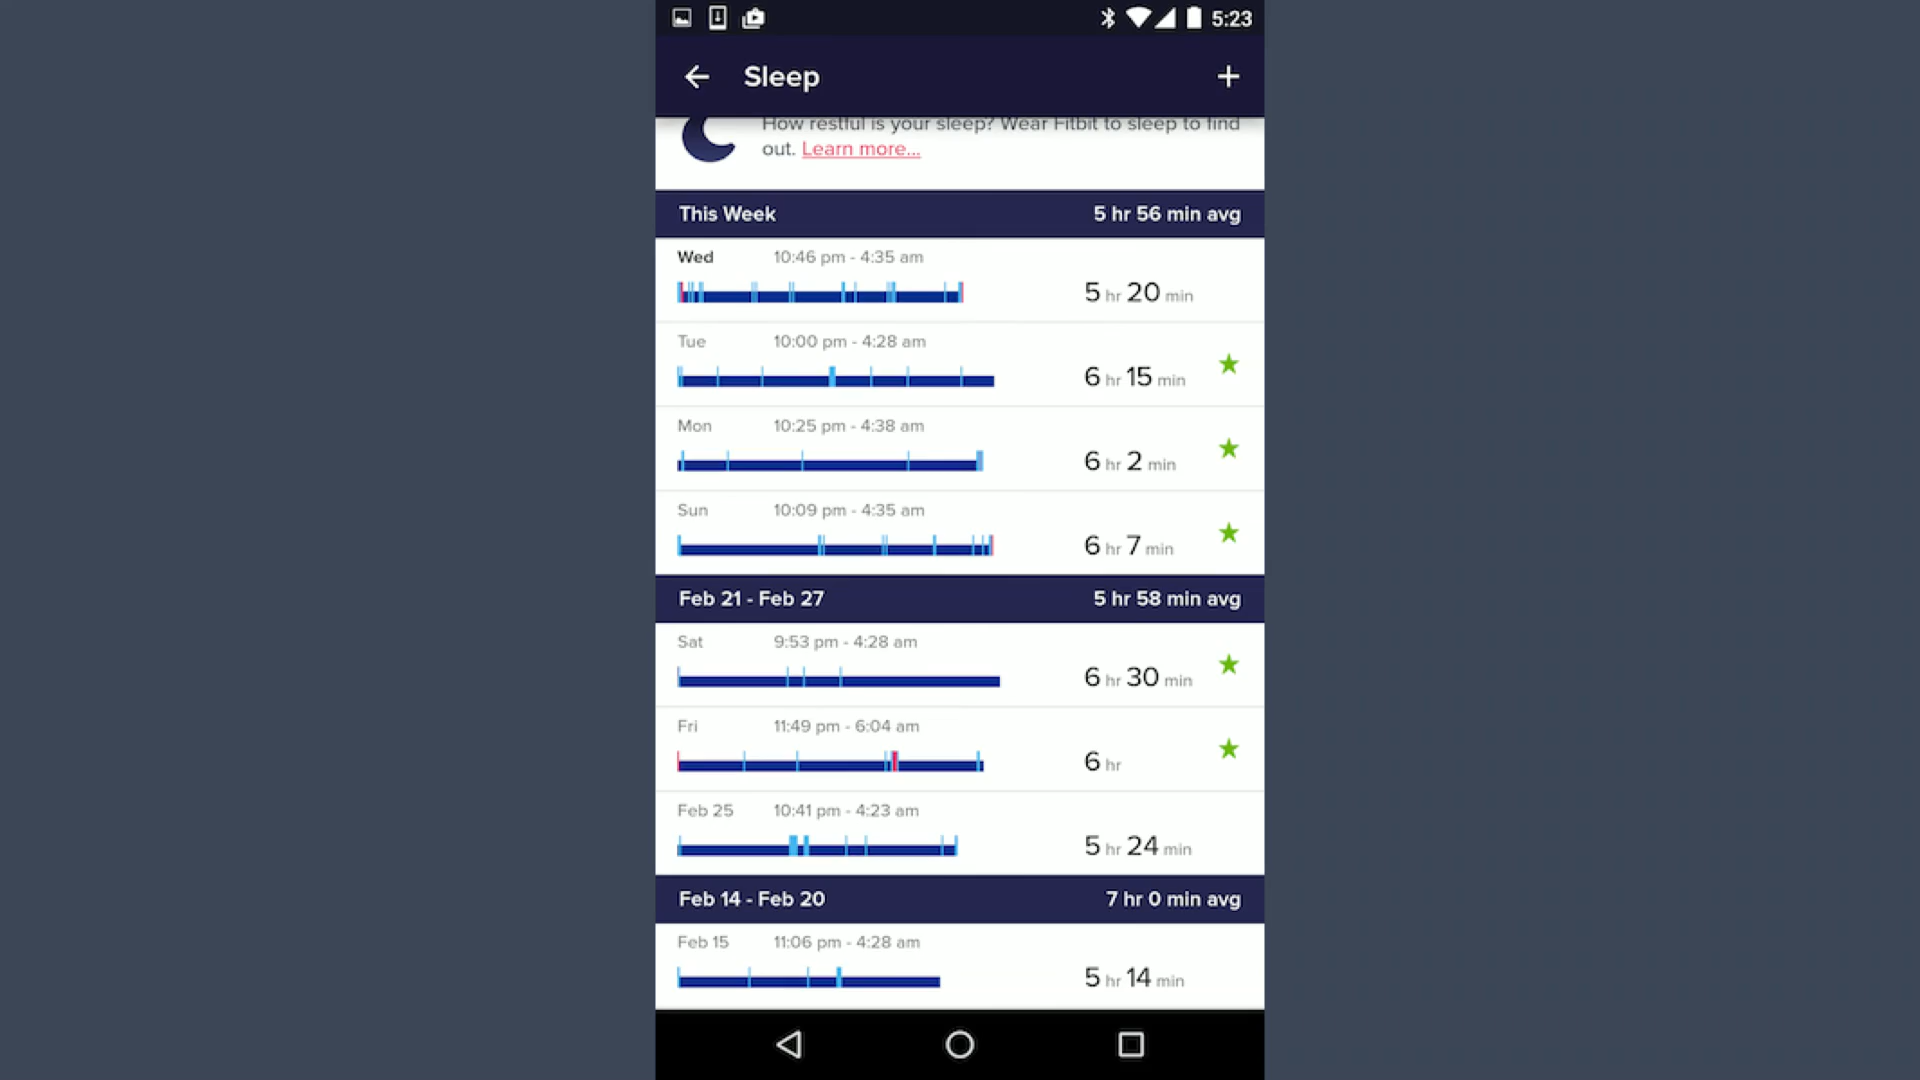 5:23
Sleep
How restful is your sleep? Wear Fitbit to sleep to find
out. Learn more...
This Week 5 hr 56 min avg
Wed 10:46 pm - 4:35 am
5 hr 20 min
Tue 10:00 pm - 4:28 am
6 hr 15 min
Mon 10:25 pm - 4:38 am
6 hr 2 min
Sun 10:09 pm - 4:35 am
6 hr 7 min
Feb 21 - Feb 27 5 hr 58 min avg
Sat 9:53 pm - 4:28 am
6 hr 30 min
Fri 11:49 pm - 6:04 am
6 hr
Feb 25 10:41 pm - 4:23 am
5 hr 24 min
Feb 14 - Feb 20 7 hr 0 min avg
Feb 15 11:06 pm - 4:28 am
5 hr 14 min